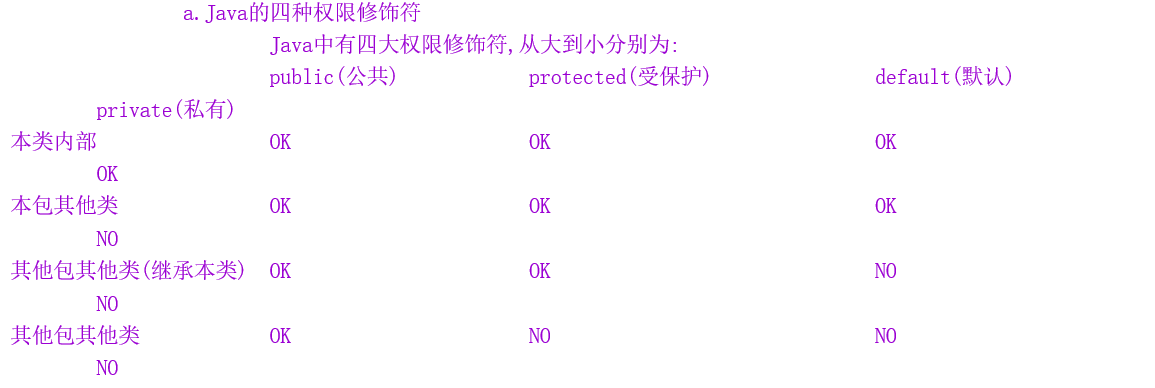 a.Java的四种权限修饰符
Java中有四大权限修饰符,从大到小分别为:
public(公共) protected(受保护) default(默认)
private(私有)
本类内部 OK OK OK
OK
本包其他类 OK OK OK
NO
其他包其他类(继承本类) OK OK NO
NO
其他包其他类 OK NO NO
NO